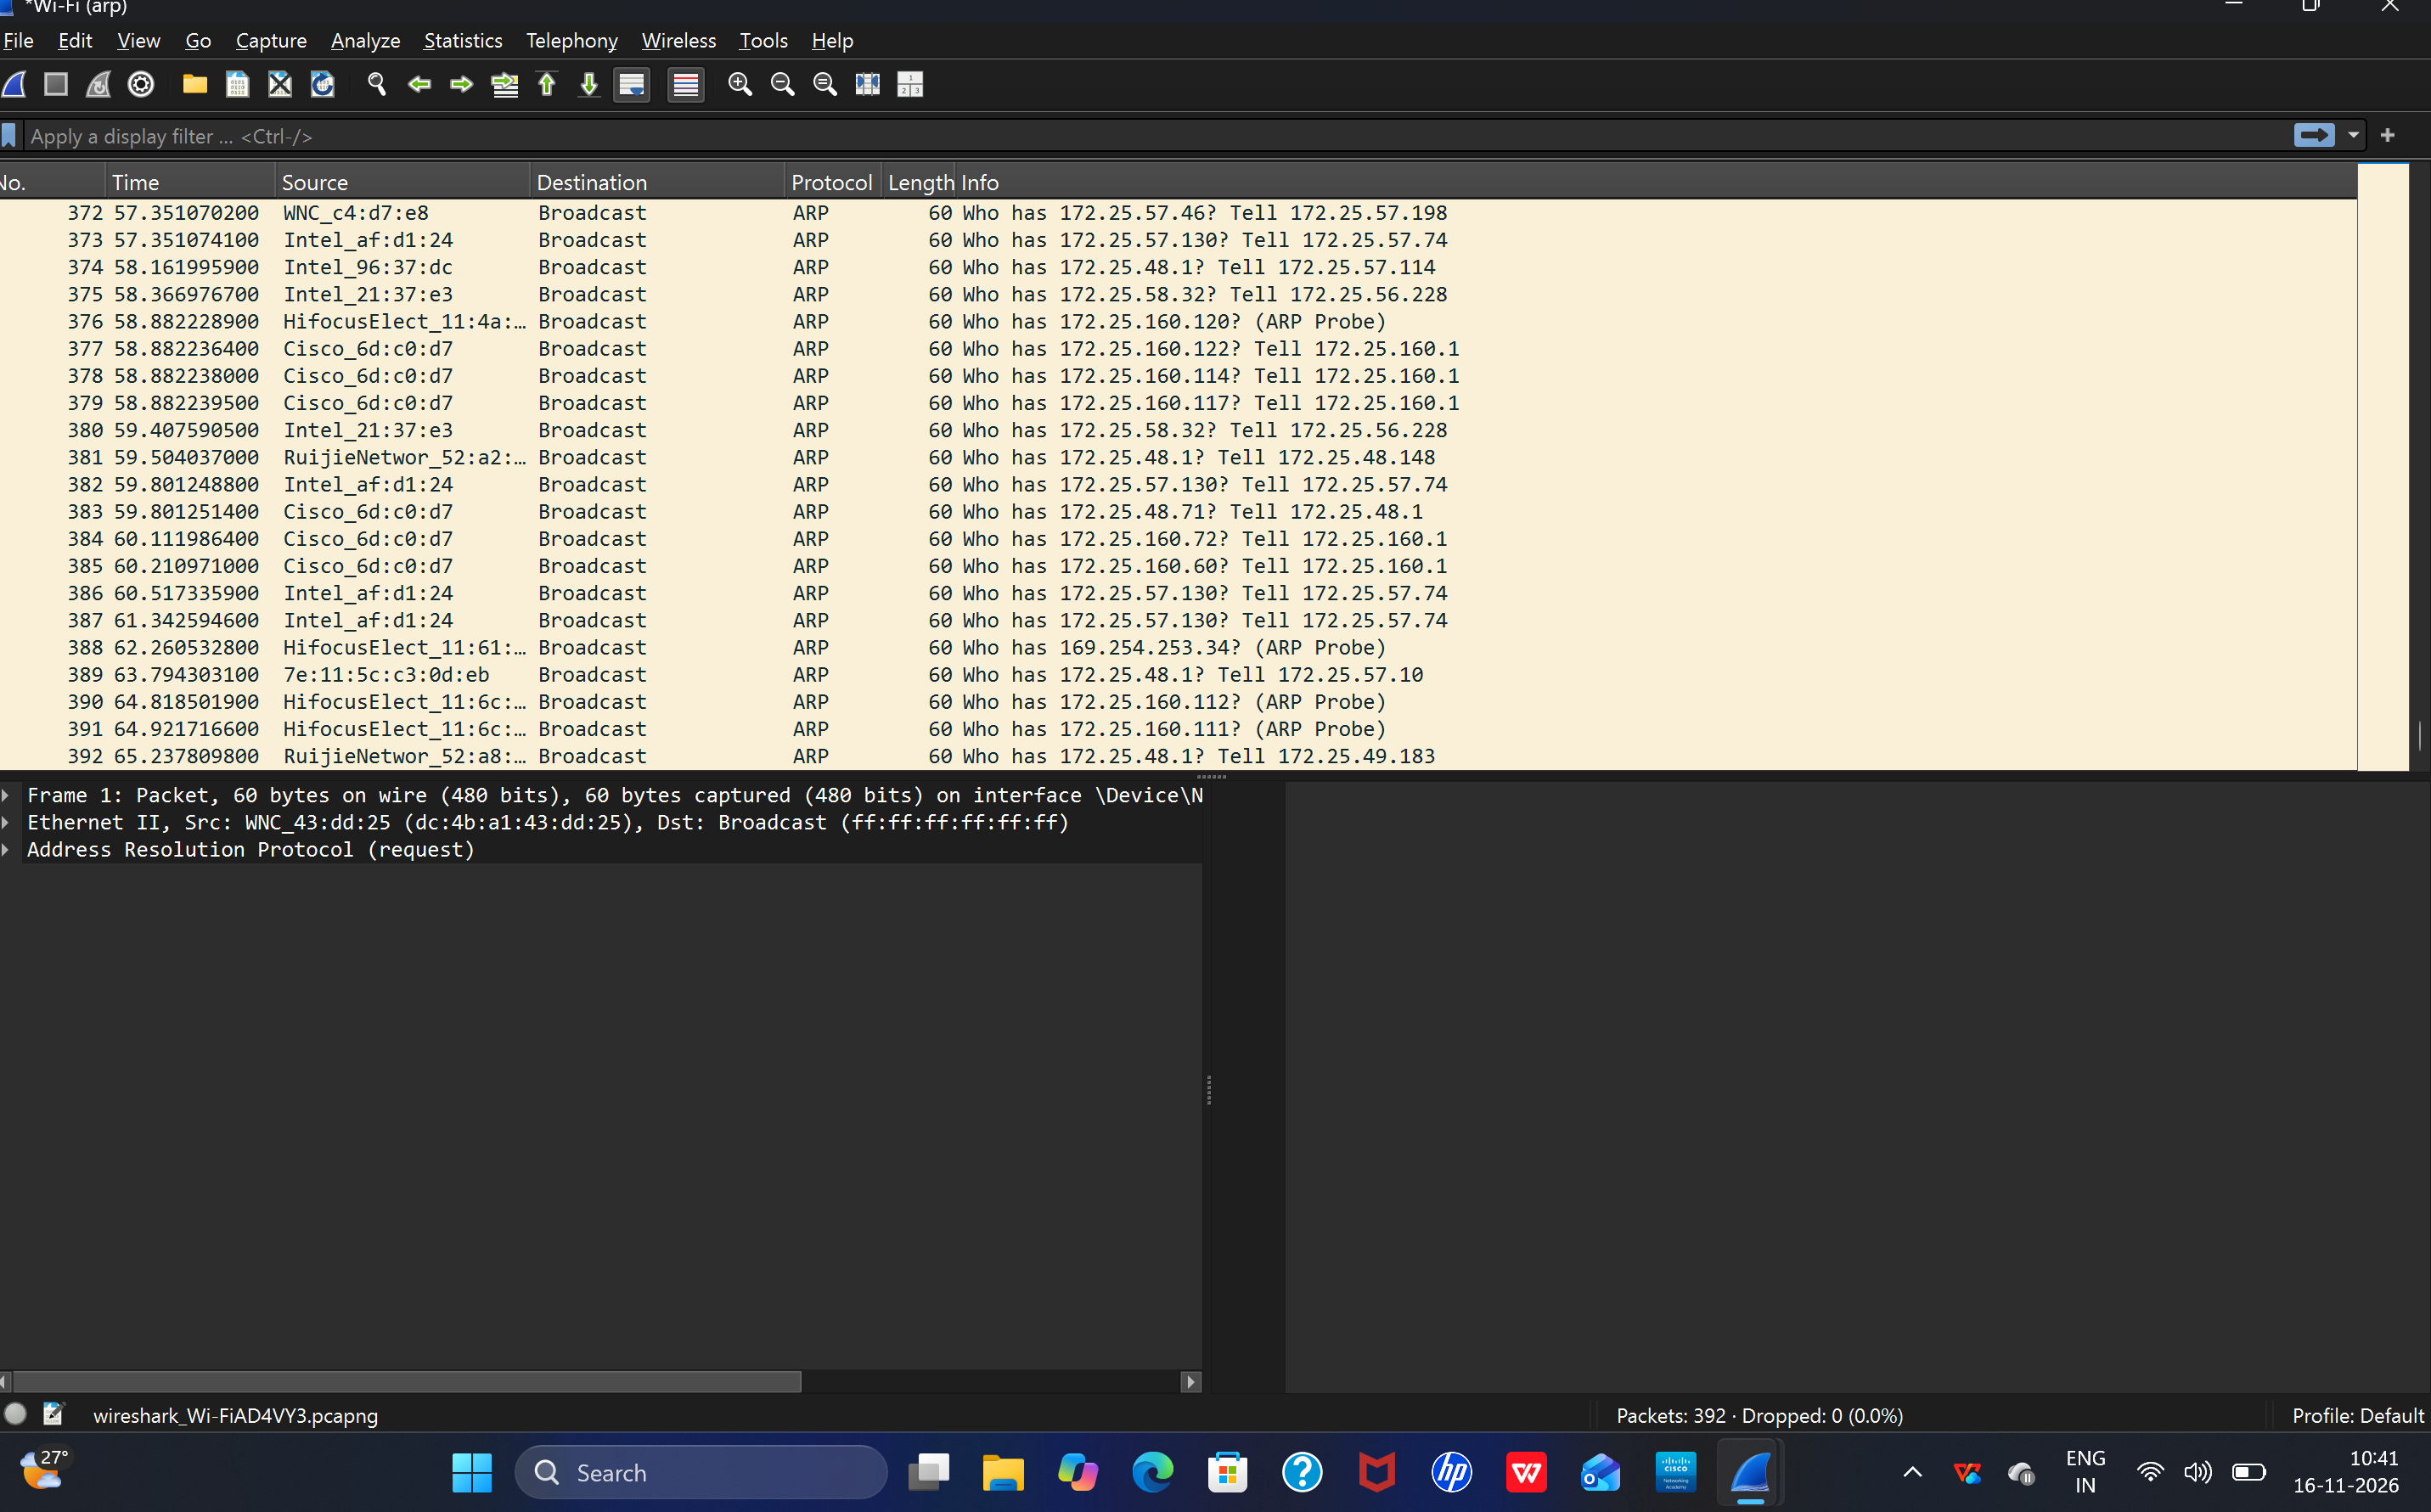 *Wi-Fi (arp)
File Edit View Go Capture Analyze Statistics Telephony Wireless Tools Help
Apply a display filter ... <Ctrl-/>
No. Time Source Destination Protocol Length Info
372 57.351070200 WNC_c4:d7:e8 Broadcast ARP 60 Who has 172.25.57.46? Tell 172.25.57.198
373 57.351074100 Intel_af:d1:24 Broadcast ARP 60 Who has 172.25.57.130? Tell 172.25.57.74
374 58.161995900 Intel_96:37:dc Broadcast ARP 60 Who has 172.25.48.1? Tell 172.25.57.114
375 58.366976700 Intel_21:37:e3 Broadcast ARP 60 Who has 172.25.58.32? Tell 172.25.56.228
376 58.882228900 HifocusElect_11:4a:… Broadcast ARP 60 Who has 172.25.160.120? (ARP Probe)
377 58.882236400 Cisco_6d:c0:d7 Broadcast ARP 60 Who has 172.25.160.122? Tell 172.25.160.1
378 58.882238000 Cisco_6d:c0:d7 Broadcast ARP 60 Who has 172.25.160.114? Tell 172.25.160.1
379 58.882239500 Cisco_6d:c0:d7 Broadcast ARP 60 Who has 172.25.160.117? Tell 172.25.160.1
380 59.407590500 Intel_21:37:e3 Broadcast ARP 60 Who has 172.25.58.32? Tell 172.25.56.228
381 59.504037000 RuijieNetwor_52:a2:… Broadcast ARP 60 Who has 172.25.48.1? Tell 172.25.48.148
382 59.801248800 Intel_af:d1:24 Broadcast ARP 60 Who has 172.25.57.130? Tell 172.25.57.74
383 59.801251400 Cisco_6d:c0:d7 Broadcast ARP 60 Who has 172.25.48.71? Tell 172.25.48.1
384 60.111986400 Cisco_6d:c0:d7 Broadcast ARP 60 Who has 172.25.160.72? Tell 172.25.160.1
385 60.210971000 Cisco_6d:c0:d7 Broadcast ARP 60 Who has 172.25.160.60? Tell 172.25.160.1
386 60.517335900 Intel_af:d1:24 Broadcast ARP 60 Who has 172.25.57.130? Tell 172.25.57.74
387 61.342594600 Intel_af:d1:24 Broadcast ARP 60 Who has 172.25.57.130? Tell 172.25.57.74
388 62.260532800 HifocusElect_11:61:… Broadcast ARP 60 Who has 169.254.253.34? (ARP Probe)
389 63.794303100 7e:11:5c:c3:0d:eb Broadcast ARP 60 Who has 172.25.48.1? Tell 172.25.57.10
390 64.818501900 HifocusElect_11:6c:… Broadcast ARP 60 Who has 172.25.160.112? (ARP Probe)
391 64.921716600 HifocusElect_11:6c:… Broadcast ARP 60 Who has 172.25.160.111? (ARP Probe)
392 65.237809800 RuijieNetwor_52:a8:… Broadcast ARP 60 Who has 172.25.48.1? Tell 172.25.49.183
Frame 1: Packet, 60 bytes on wire (480 bits), 60 bytes captured (480 bits) on interface \Device\N
Ethernet II, Src: WNC_43:dd:25 (dc:4b:a1:43:dd:25), Dst: Broadcast (ff:ff:ff:ff:ff:ff)
Address Resolution Protocol (request)
wireshark_Wi-FiAD4VY3.pcapng Packets: 392 · Dropped: 0 (0.0%) Profile: Default
27° Search ENG 10:41
IN 16-11-2026